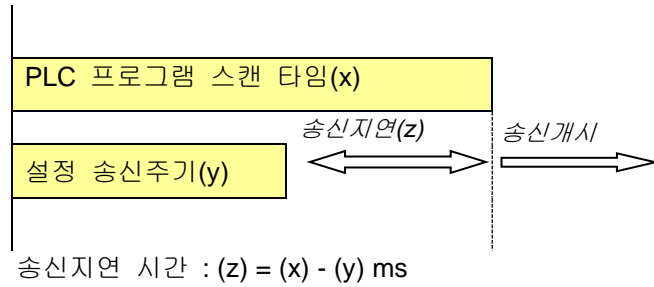 PLC 프로그램 스캔 타임(x)
송신지연(z)
송신개시
설정 송신주기(y)
송신지연 시간 : (z) = (x) - (y) ms